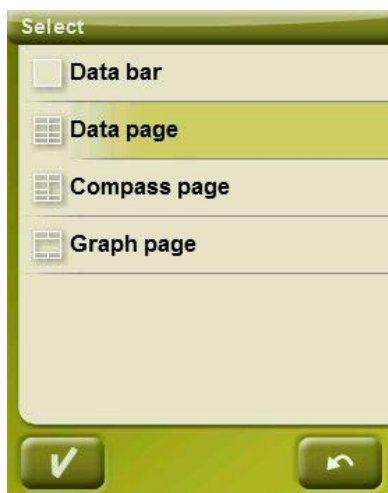 Select
Data bar
Data page
Compass page
Graph page